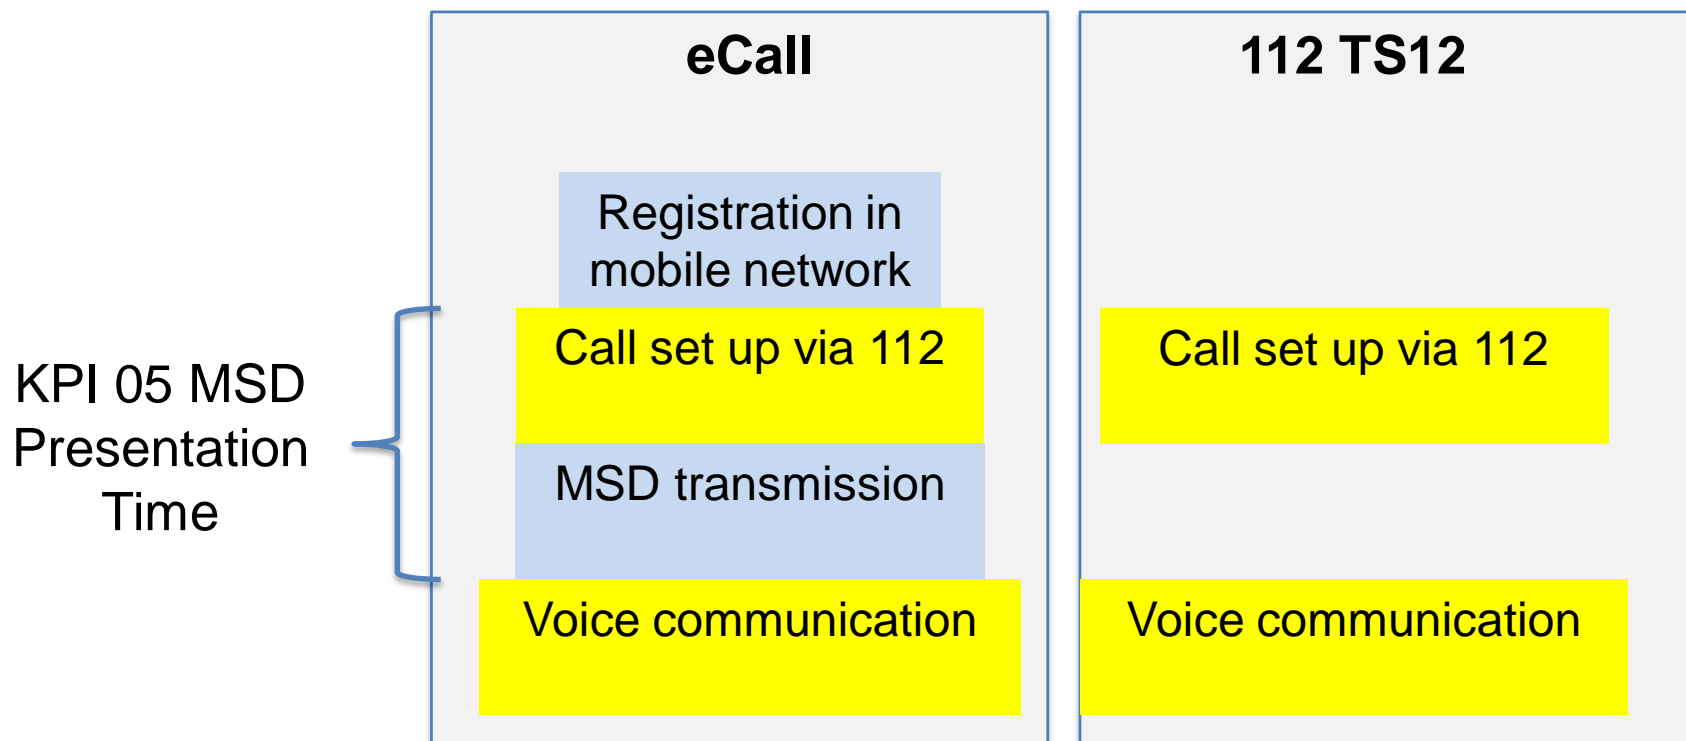 eCall
112 TS12
Registration in
mobile network
Call set up via 112
Call set up via 112
KPI 05 MSD
Presentation
Time
MSD transmission
Voice communication
Voice communication